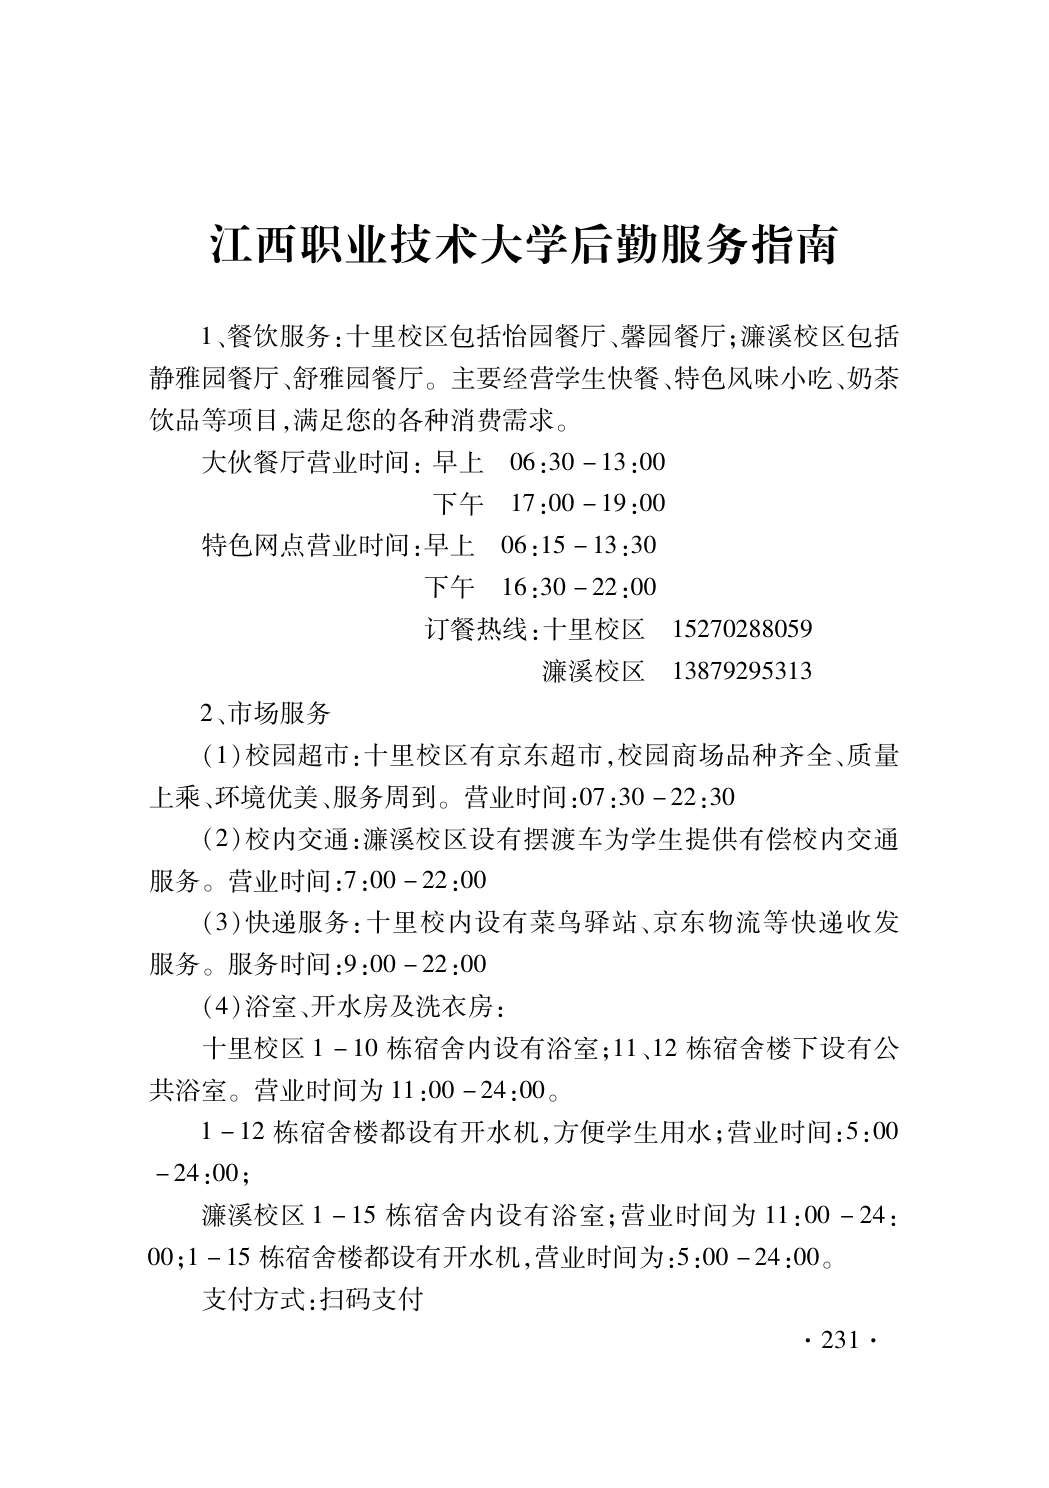 江西职业技术大学后勤服务指南
1、餐饮服务:十里校区包括怡园餐厅、馨园餐厅;濂溪校区包括
静雅园餐厅、舒雅园餐厅。主要经营学生快餐、特色风味小吃、奶茶
饮品等项目,满足您的各种消费需求。
大伙餐厅营业时间: 早上 06:30-13:00
下午 17:00-19:00
特色网点营业时间:早上 06:15-13:30
下午 16:30-22:00
订餐热线:十里校区 15270288059
濂溪校区 13879295313
2、市场服务
(1)校园超市:十里校区有京东超市,校园商场品种齐全、质量
上乘、环境优美、服务周到。营业时间:07:30-22:30
(2)校内交通:濂溪校区设有摆渡车为学生提供有偿校内交通
服务。营业时间:7:00-22:00
(3)快递服务:十里校内设有菜鸟驿站、京东物流等快递收发
服务。服务时间:9:00-22:00
(4)浴室、开水房及洗衣房:
十里校区1-10栋宿舍内设有浴室;11、12栋宿舍楼下设有公
共浴室。营业时间为11:00-24:00。
1-12栋宿舍楼都设有开水机,方便学生用水;营业时间:5:00
-24:00;
濂溪校区1-15栋宿舍内设有浴室;营业时间为11:00-24:
00;1-15栋宿舍楼都设有开水机,营业时间为:5:00-24:00。
支付方式:扫码支付
·231·